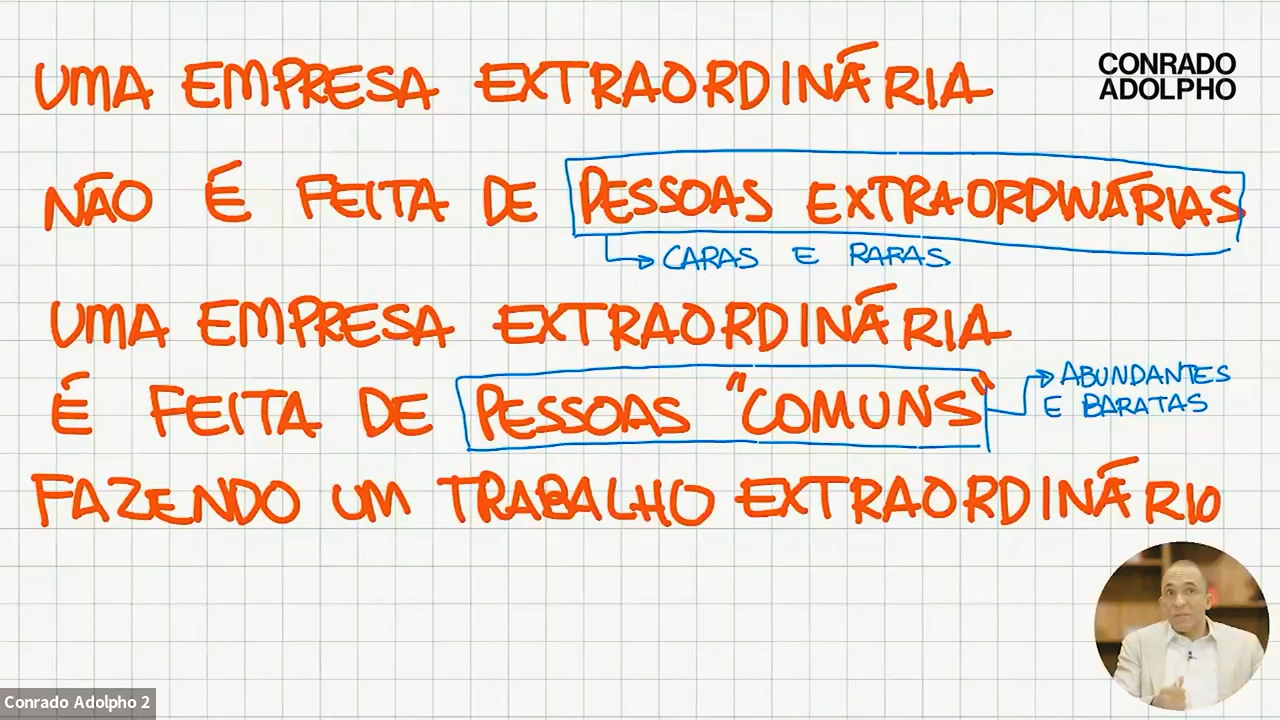 UMA EMPRESA EXTRAORDINÁRIA
CONRADO
ADOLPHO
NÃO É FEITA DE PESSOAS EXTRAORDINÁRIAS
CARAS E RARAS
UMA EMPRESA EXTRAORDINÁRIA
É FEITA DE PESSOAS "COMUNS"
ABUNDANTES
E BARATAS
FAZENDO UM TRABALHO EXTRAORDINÁRIO
Conrado Adolpho 2